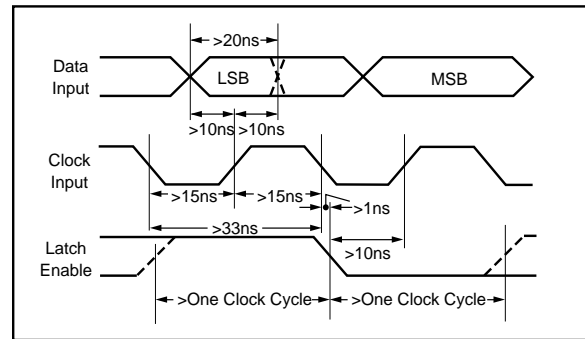 >20ns
Data
Input
LSB
MSB
>10ns >10ns
Clock
Input
>15ns >15ns
>1ns
>33ns
>10ns
Latch
Enable
>One Clock Cycle >One Clock Cycle